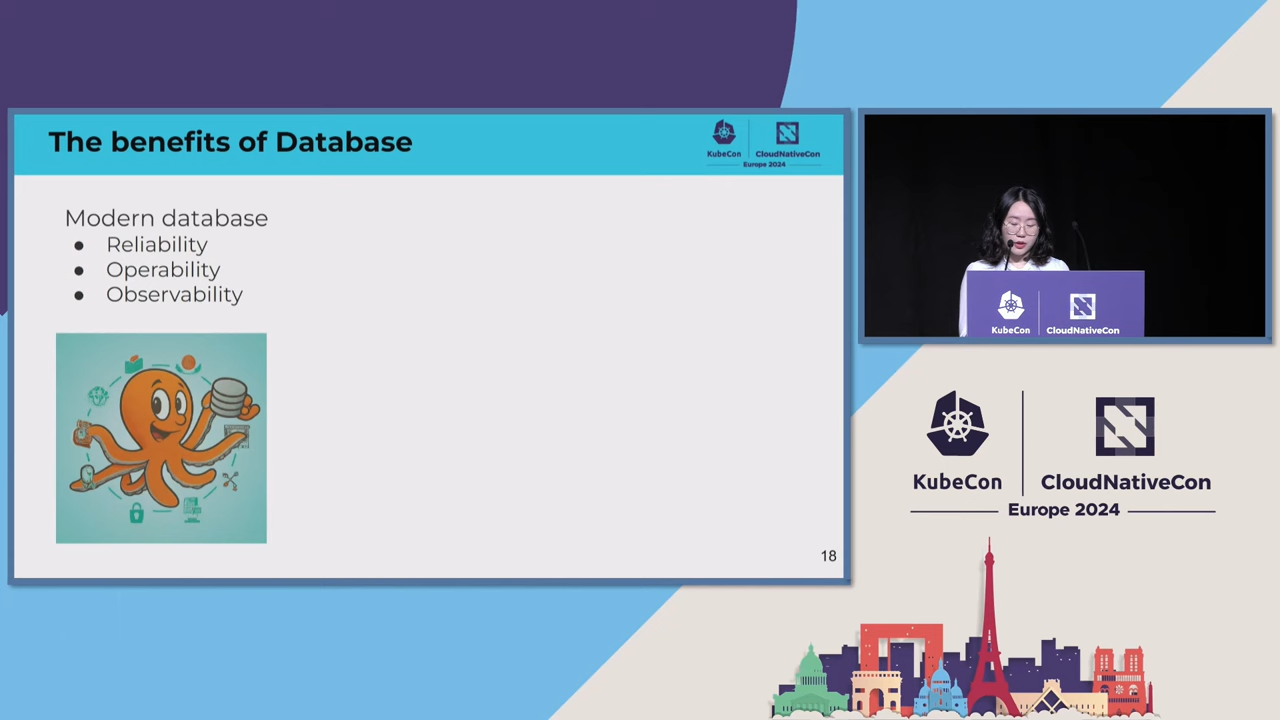 The benefits of Database
KubeCon
CloudNativeCon
Europe 2024
Modern database
● Reliability
● Operability
● Observability
18
KubeCon
CloudNativeCon
KubeCon
CloudNativeCon
Europe 2024